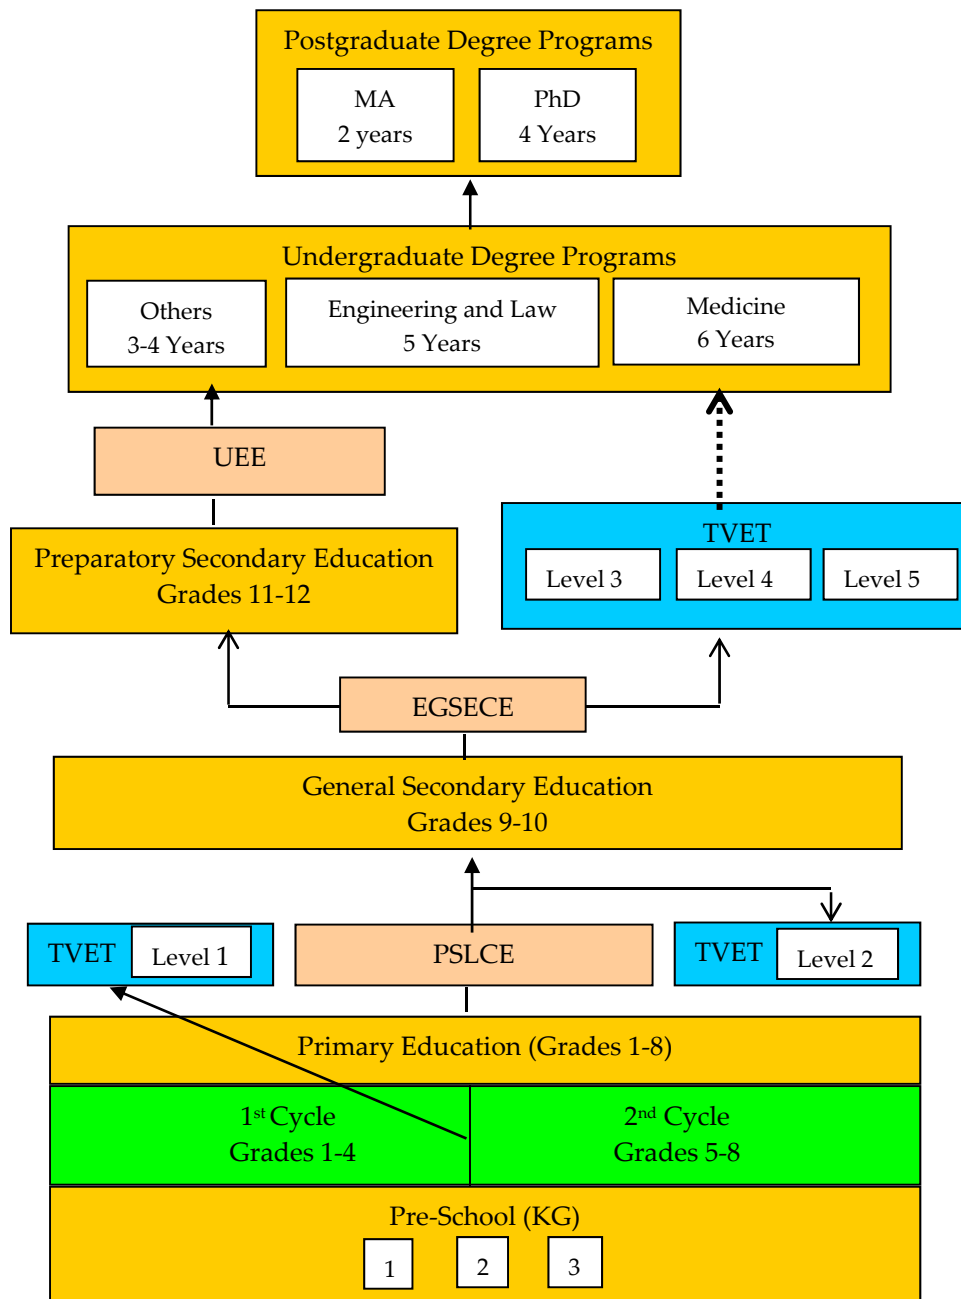 Postgraduate Degree Programs
MA
2 years
PhD
4 Years
Undergraduate Degree Programs
Others
3-4 Years
Engineering and Law
5 Years
Medicine
6 Years
UEE
Preparatory Secondary Education
Grades 11-12
TVET
Level 3
Level 4
Level 5
EGSECE
General Secondary Education
Grades 9-10
TVET
Level 1
PSLCE
TVET
Level 2
Primary Education (Grades 1-8)
1st Cycle
Grades 1-4
2nd Cycle
Grades 5-8
Pre-School (KG)
1
2
3